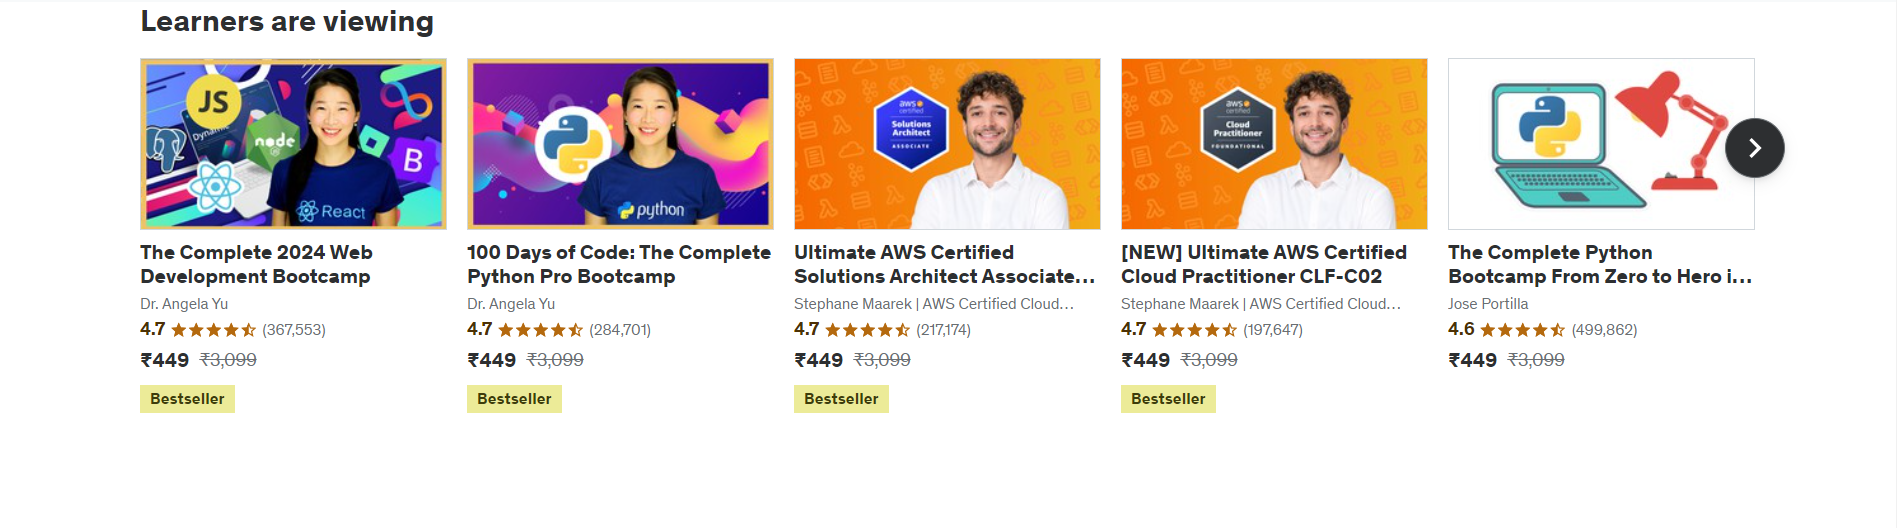 Learners are viewing
JS
Dynamic
node
B
React
python
aws
certified
Solutions
Architect
ASSOCIATE
aws
certified
Cloud
Practitioner
FOUNDATIONAL
The Complete 2024 Web
Development Bootcamp
Dr. Angela Yu
4.7 (367,553)
₹449 ₹3,099
Bestseller
100 Days of Code: The Complete
Python Pro Bootcamp
Dr. Angela Yu
4.7 (284,701)
₹449 ₹3,099
Bestseller
Ultimate AWS Certified
Solutions Architect Associate...
Stephane Maarek | AWS Certified Cloud...
4.7 (217,174)
₹449 ₹3,099
Bestseller
[NEW] Ultimate AWS Certified
Cloud Practitioner CLF-C02
Stephane Maarek | AWS Certified Cloud...
4.7 (197,647)
₹449 ₹3,099
Bestseller
The Complete Python
Bootcamp From Zero to Hero i...
Jose Portilla
4.6 (499,862)
₹449 ₹3,099